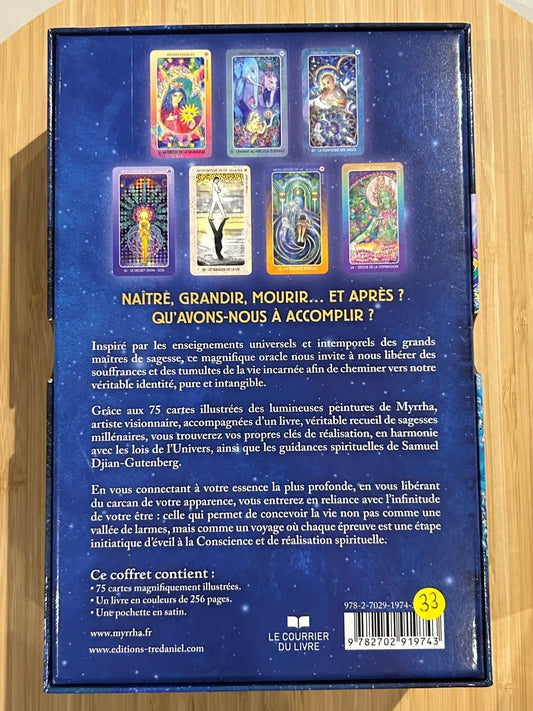 NAÎTRE, GRANDIR, MOURIR... ET APRÈS ?
QU'AVONS-NOUS À ACCOMPLIR ?
Inspiré par les enseignements universels et intemporels des grands
maîtres de sagesse, ce magnifique oracle nous invite à nous libérer des
souffrances et des tumultes de la vie incarnée afin de cheminer vers notre
véritable identité, pure et intangible.
Grâce aux 75 cartes illustrées des lumineuses peintures de Myrrha,
artiste visionnaire, accompagnées d'un livre, véritable recueil de sagesses
millénaires, vous trouverez vos propres clés de réalisation, en harmonie
avec les lois de l'Univers, ainsi que les guidances spirituelles de Samuel
Djian-Gutenberg.
En vous connectant à votre essence la plus profonde, en vous libérant
du carcan de votre apparence, vous entrerez en reliance avec l'infinitude
de votre être : celle qui permet de concevoir la vie non pas comme une
vallée de larmes, mais comme un voyage où chaque épreuve est une étape
initiatique d'éveil à la Conscience et de réalisation spirituelle.
Ce coffret contient :
• 75 cartes magnifiquement illustrées.
• Un livre en couleurs de 256 pages.
• Une pochette en satin.
www.myrrha.fr
www.editions-tredaniel.com
LE COURRIER
DU LIVRE
978-2-7029-1974-
33
9 782702 919743